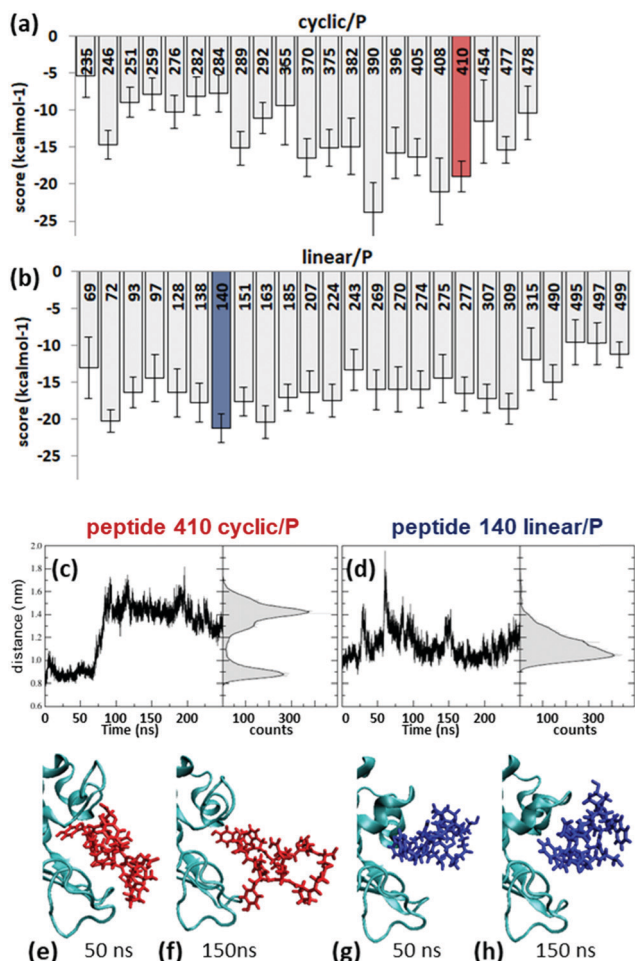 (a) cyclic/P
0
-5
-10
-15
-20
-25
score (kcalmol-1)
235 246 251 259 276 282 284 289 292 355 370 375 382 390 396 405 408 410 454 477 478
(b) linear/P
0
-5
-10
-15
-20
-25
score (kcalmol-1)
69 72 93 97 128 138 140 151 163 185 207 224 243 269 270 274 275 277 307 309 315 490 495 497 499
peptide 410 cyclic/P peptide 140 linear/P
(c) (d)
2.0
1.8
1.6
1.4
1.2
1.0
0.8
0.6
distance (nm)
0 50 100 150 200 100 300 0 50 100 150 200 100 300
Time (ns) counts Time (ns) counts
(e) 50 ns (f) 150ns (g) 50 ns (h) 150 ns